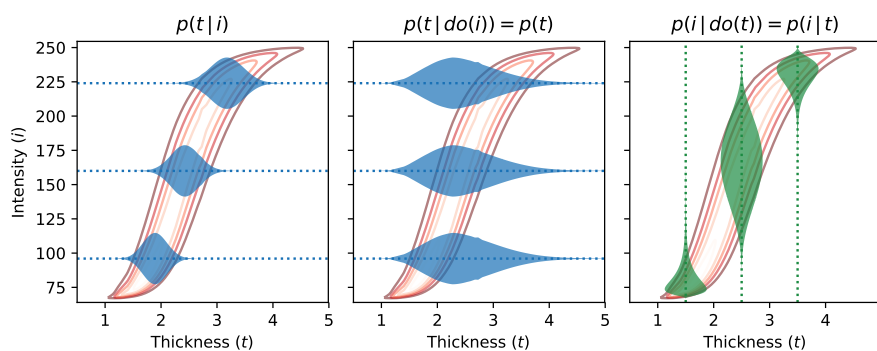 p(t | i)
p(t | do(i)) = p(t)
p(i | do(t)) = p(i | t)
Intensity (i)
250
225
200
175
150
125
100
75
1 2 3 4 5
1 2 3 4 5
1 2 3 4
Thickness (t)
Thickness (t)
Thickness (t)